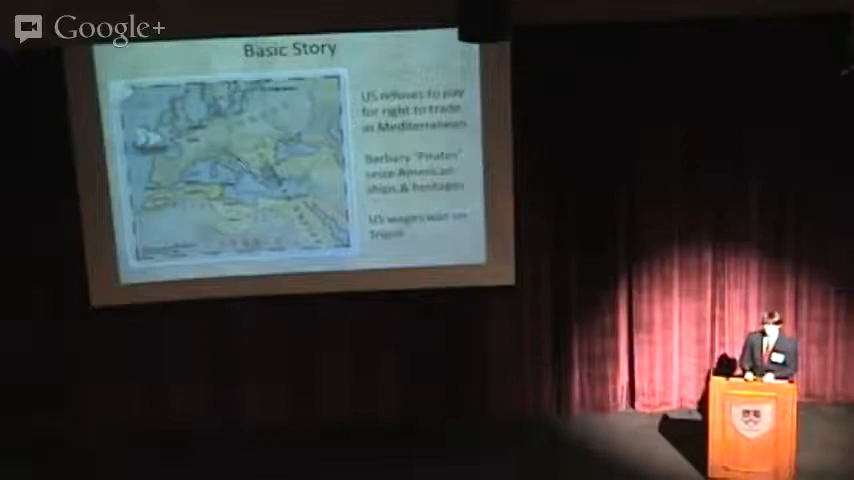 Google+
Basic Story
US refuses to pay
for right to trade
in Mediterranean
Barbary "Pirates"
seize American
ships & hostages
US wages war on
Tripoli